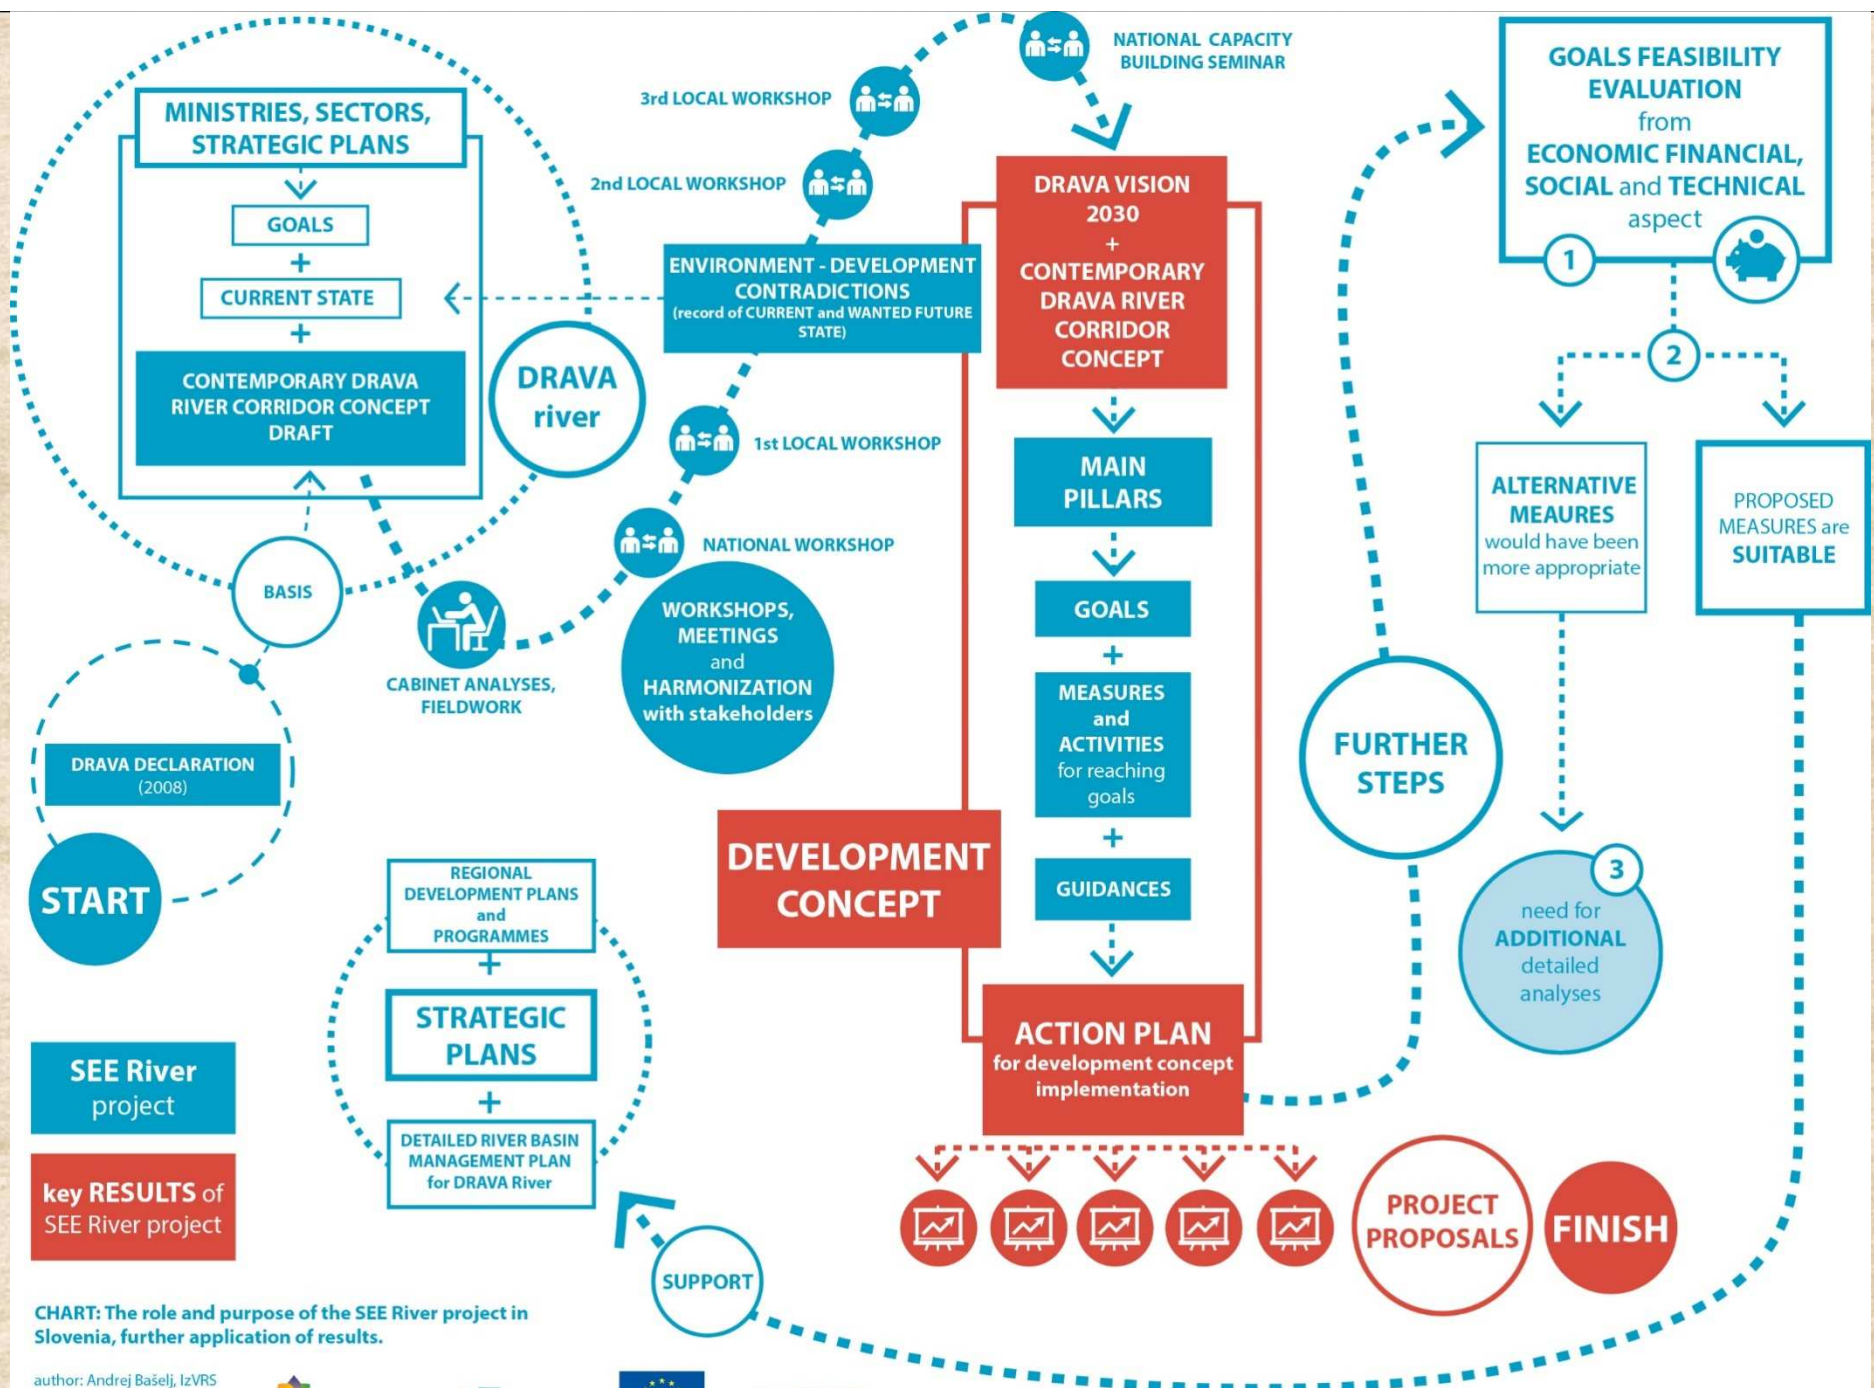 MINISTRIES, SECTORS,
STRATEGIC PLANS
GOALS
+
CURRENT STATE
+
CONTEMPORARY DRAVA
RIVER CORRIDOR CONCEPT
DRAFT
DRAVA
river
BASIS
DRAVA DECLARATION
(2008)
START
CABINET ANALYSES,
FIELDWORK
NATIONAL WORKSHOP
WORKSHOPS,
MEETINGS
and
HARMONIZATION
with stakeholders
1st LOCAL WORKSHOP
ENVIRONMENT - DEVELOPMENT
CONTRADICTIONS
(record of CURRENT and WANTED FUTURE
STATE)
2nd LOCAL WORKSHOP
3rd LOCAL WORKSHOP
NATIONAL CAPACITY
BUILDING SEMINAR
DRAVA VISION
2030
+
CONTEMPORARY
DRAVA RIVER
CORRIDOR
CONCEPT
MAIN
PILLARS
GOALS
+
MEASURES
and
ACTIVITIES
for reaching
goals
+
GUIDANCES
DEVELOPMENT
CONCEPT
ACTION PLAN
for development concept
implementation
PROJECT
PROPOSALS
FINISH
FURTHER
STEPS
GOALS FEASIBILITY
EVALUATION
from
ECONOMIC FINANCIAL,
SOCIAL and TECHNICAL
aspect
1
2
ALTERNATIVE
MEAURES
would have been
more appropriate
PROPOSED
MEASURES are
SUITABLE
3
need for
ADDITIONAL
detailed
analyses
REGIONAL
DEVELOPMENT PLANS
and
PROGRAMMES
+
STRATEGIC
PLANS
+
DETAILED RIVER BASIN
MANAGEMENT PLAN
for DRAVA River
SUPPORT
SEE River
project
key RESULTS of
SEE River project
CHART: The role and purpose of the SEE River project in
Slovenia, further application of results.
author: Andrej Bašelj, IzVRS